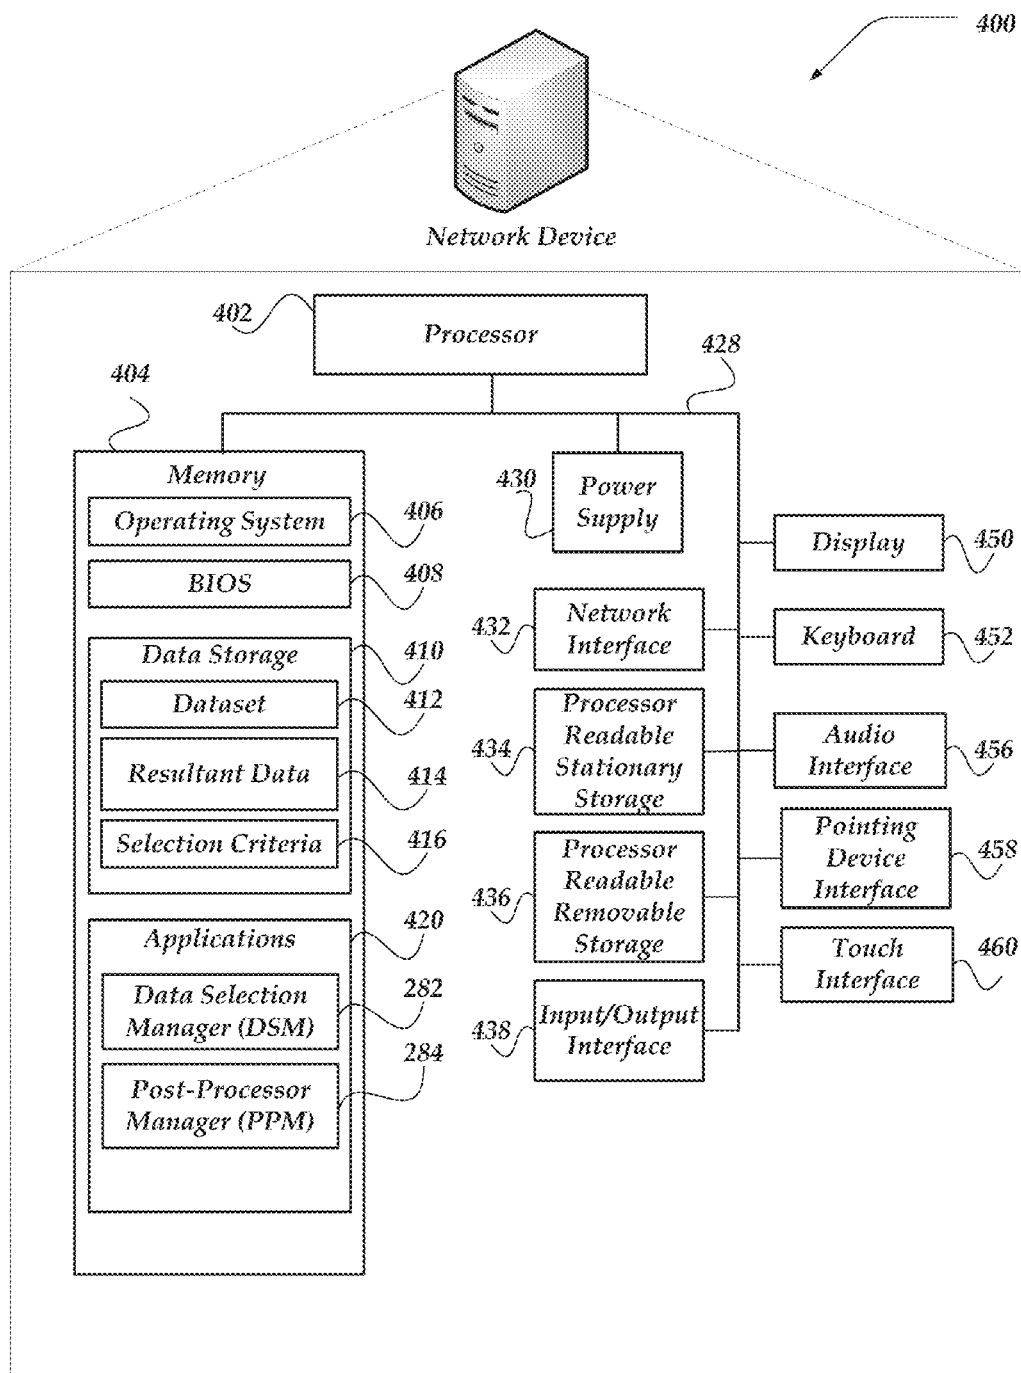 400
Network Device
402
Processor
428
404
Memory
Operating System
406
BIOS
408
Data Storage
410
Dataset
412
Resultant Data
414
Selection Criteria
416
Applications
420
Data Selection
Manager (DSM)
282
Post-Processor
Manager (PPM)
284
430
Power
Supply
432
Network
Interface
434
Processor
Readable
Stationary
Storage
436
Processor
Readable
Removable
Storage
438
Input/Output
Interface
Display
450
Keyboard
452
Audio
Interface
456
Pointing
Device
Interface
458
Touch
Interface
460